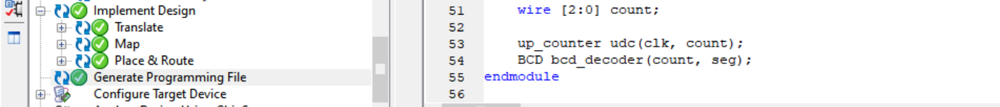 Implement Design
Translate
Map
Place & Route
Generate Programming File
Configure Target Device
51 wire [2:0] count;
52
53 up_counter udc(clk, count);
54 BCD bcd_decoder(count, seg);
55 endmodule
56